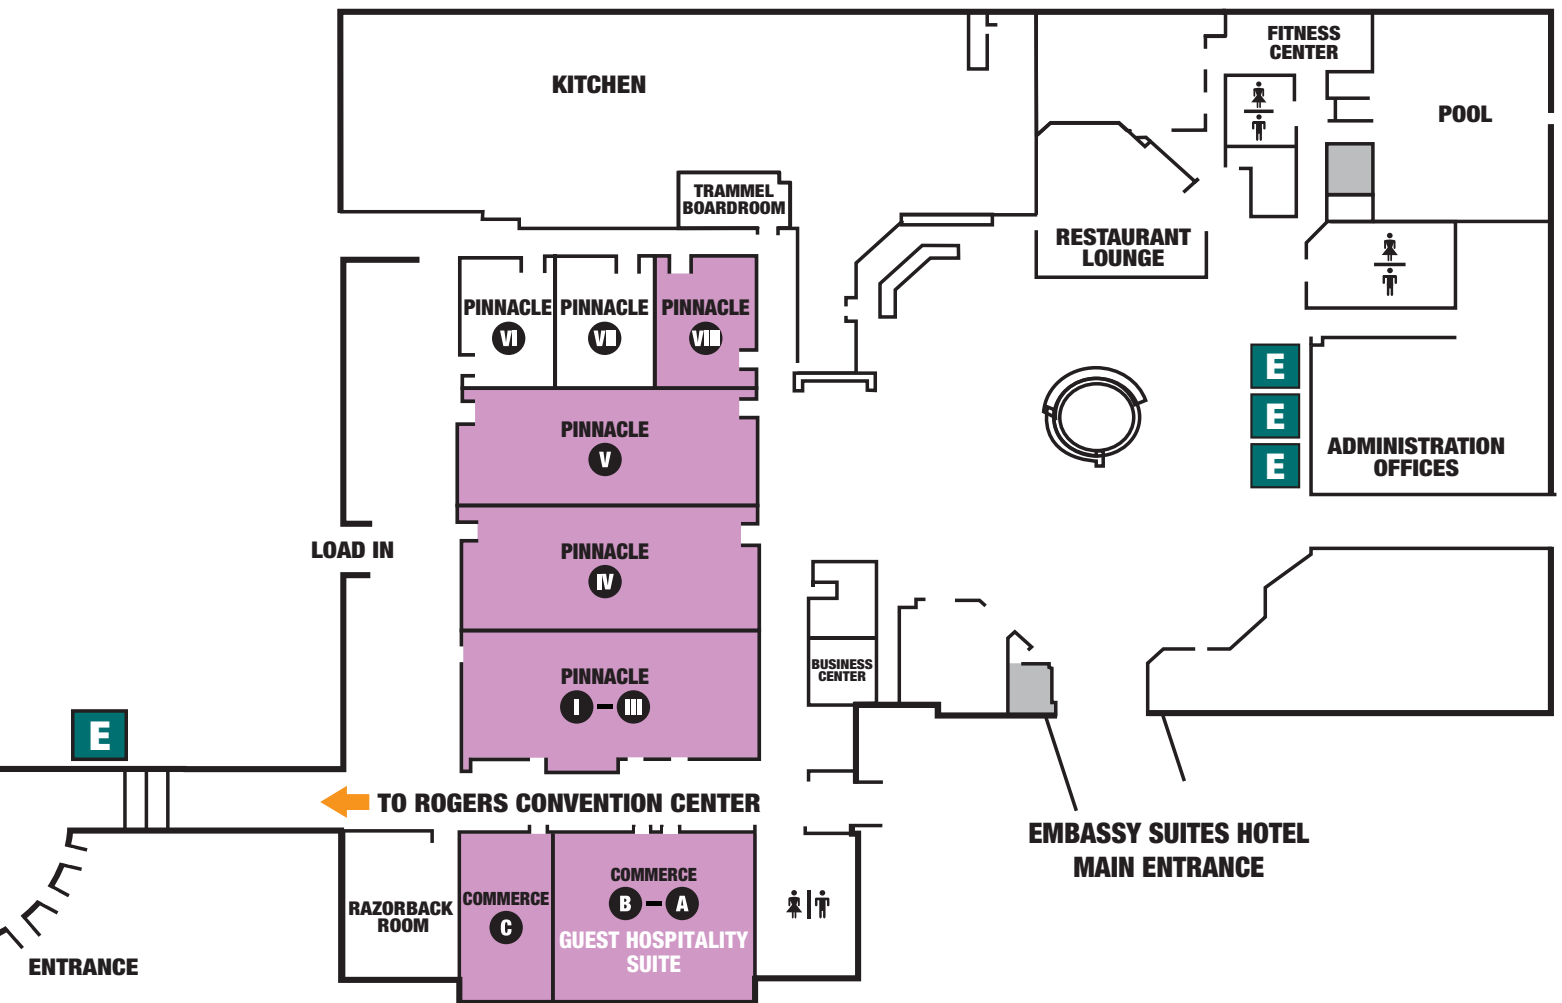 FITNESS
CENTER
KITCHEN
POOL
TRAMMEL
BOARDROOM
RESTAURANT
LOUNGE
PINNACLE
VI
PINNACLE
VII
PINNACLE
VIII
E
E
E
PINNACLE
V
ADMINISTRATION
OFFICES
LOAD IN
PINNACLE
IV
BUSINESS
CENTER
PINNACLE
I – III
E
TO ROGERS CONVENTION CENTER
EMBASSY SUITES HOTEL
MAIN ENTRANCE
RAZORBACK
ROOM
COMMERCE
C
COMMERCE
B – A
GUEST HOSPITALITY
SUITE
ENTRANCE